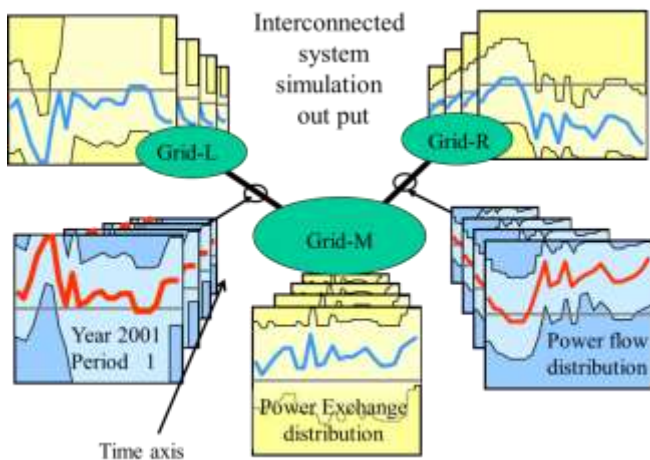 Interconnected
system
simulation
out put
Grid-L
Grid-R
Grid-M
Year 2001
Period 1
Power Exchange
distribution
Power flow
distribution
Time axis